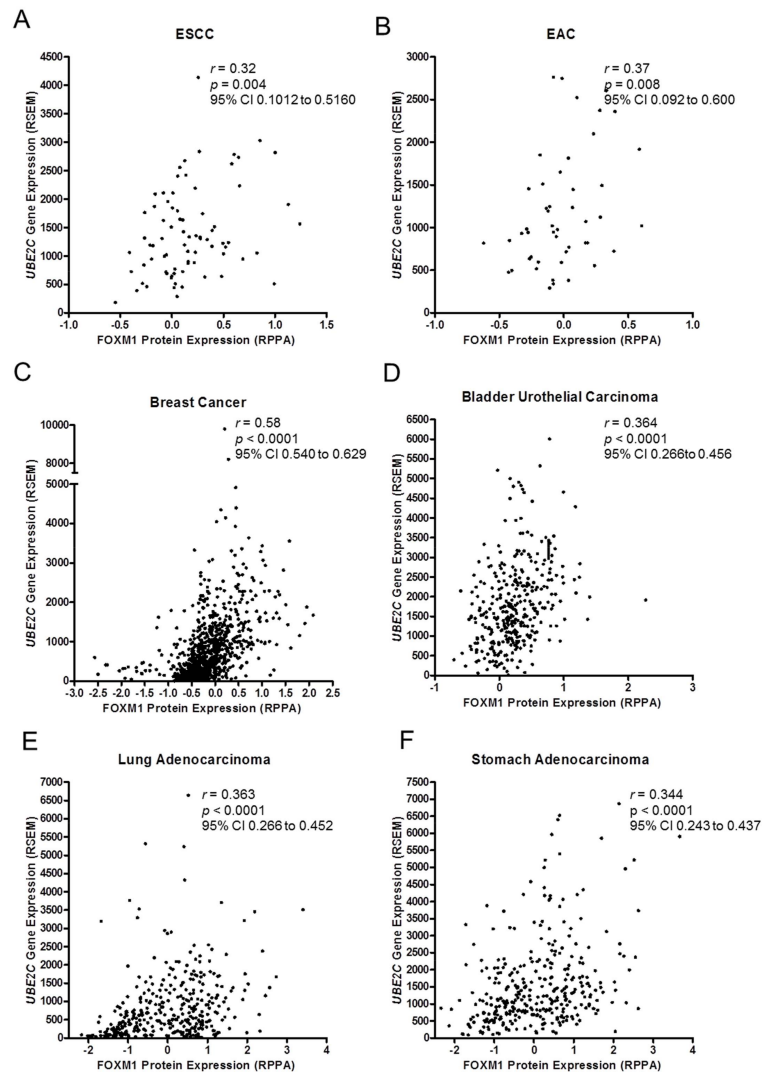 A
ESCC
r = 0.32
p = 0.004
95% CI 0.1012 to 0.5160
UBE2C Gene Expression (RSEM)
4500
4000
3500
3000
2500
2000
1500
1000
500
0
-1.0 -0.5 0.0 0.5 1.0 1.5
FOXM1 Protein Expression (RPPA)
B
EAC
r = 0.37
p = 0.008
95% CI 0.092 to 0.600
UBE2C Gene Expression (RSEM)
3000
2500
2000
1500
1000
500
0
-1.0 -0.5 0.0 0.5 1.0
FOXM1 Protein Expression (RPPA)
C
Breast Cancer
r = 0.58
p < 0.0001
95% CI 0.540 to 0.629
UBE2C Gene Expression (RSEM)
10000
8000
5000
4000
3000
2000
1000
0
-3.0 -2.5 -2.0 -1.5 -1.0 -0.5 0.0 0.5 1.0 1.5 2.0 2.5
FOXM1 Protein Expression (RPPA)
D
Bladder Urothelial Carcinoma
r = 0.364
p < 0.0001
95% CI 0.266 to 0.456
UBE2C Gene Expression (RSEM)
6500
6000
5500
5000
4500
4000
3500
3000
2500
2000
1500
1000
500
0
-1 0 1 2 3
FOXM1 Protein Expression (RPPA)
E
Lung Adenocarcinoma
r = 0.363
p < 0.0001
95% CI 0.266 to 0.452
UBE2C Gene Expression (RSEM)
7000
6500
6000
5500
5000
4500
4000
3500
3000
2500
2000
1500
1000
500
0
-2 -1 0 1 2 3 4
FOXM1 Protein Expression (RPPA)
F
Stomach Adenocarcinoma
r = 0.344
p < 0.0001
95% CI 0.243 to 0.437
UBE2C Gene Expression (RSEM)
7500
7000
6500
6000
5500
5000
4500
4000
3500
3000
2500
2000
1500
1000
500
0
-2 -1 0 1 2 3 4
FOXM1 Protein Expression (RPPA)